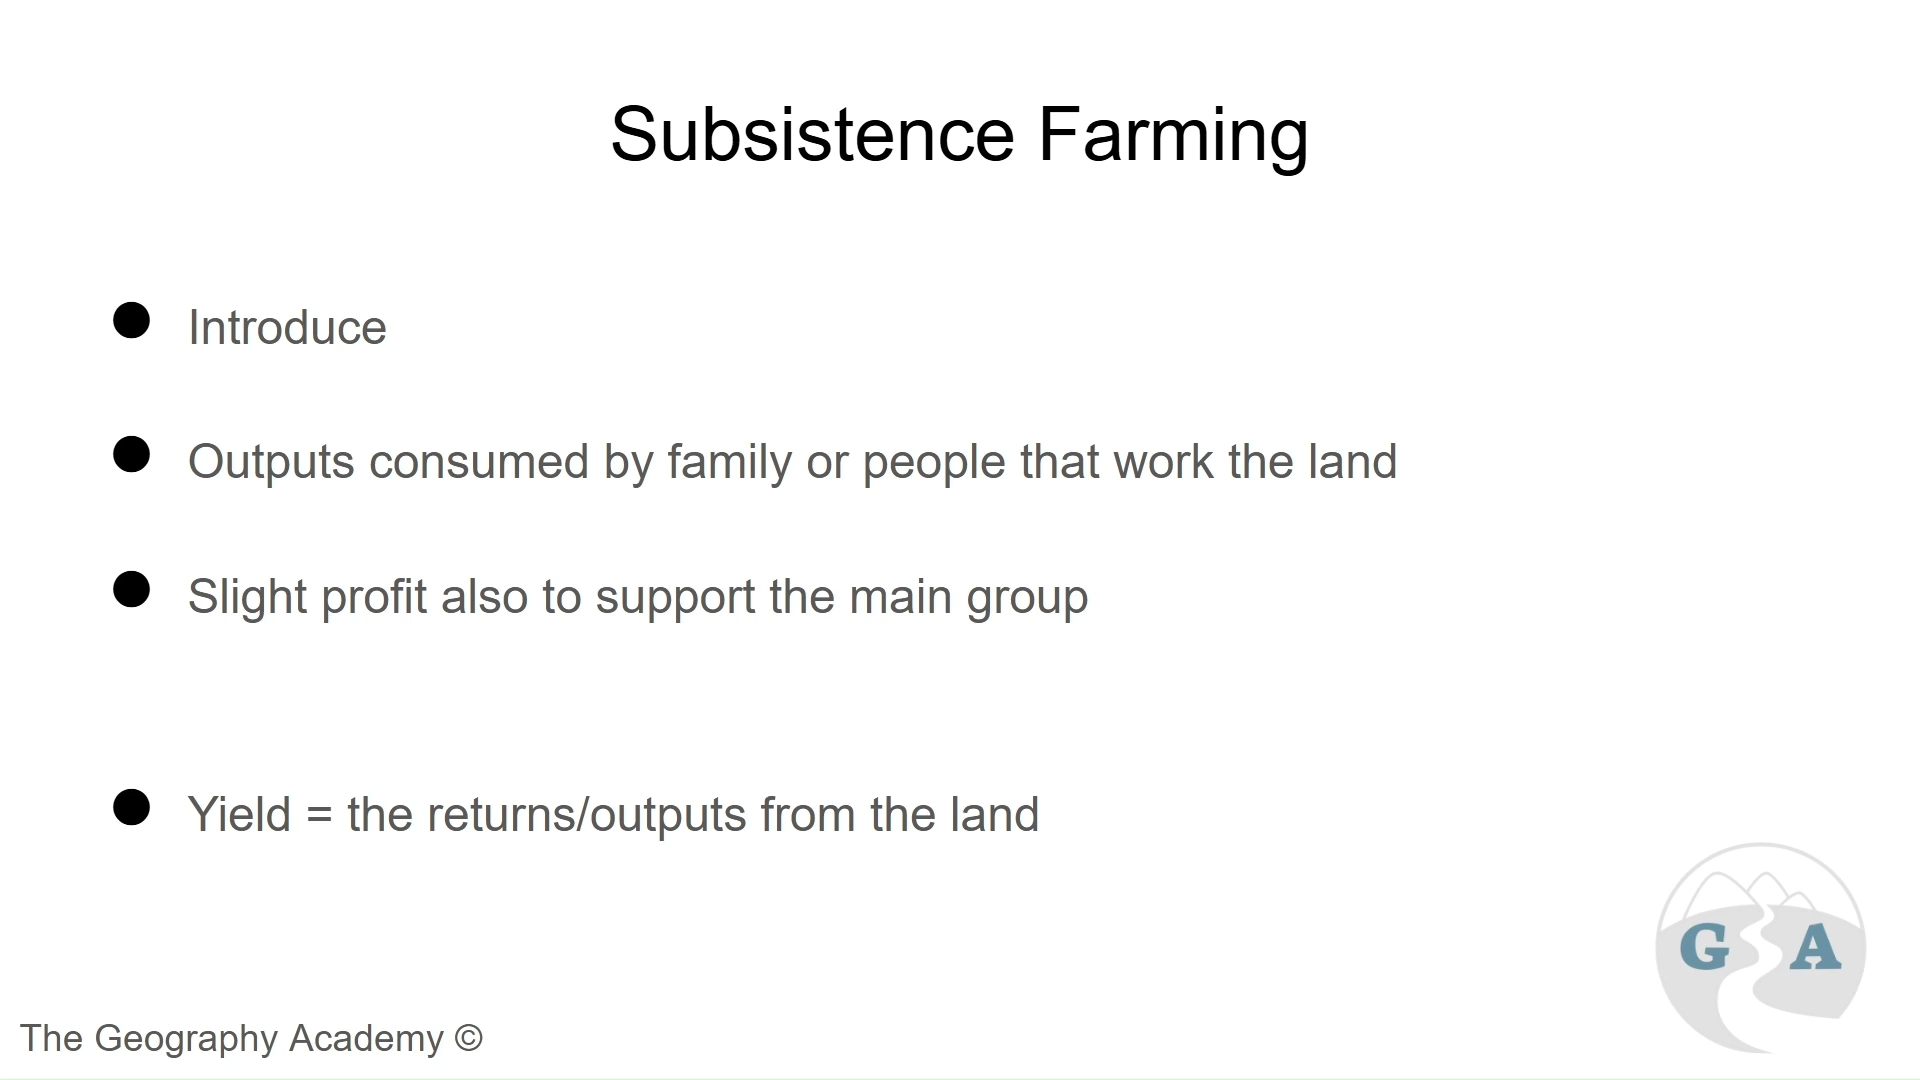 Subsistence Farming
● Introduce
● Outputs consumed by family or people that work the land
● Slight profit also to support the main group
● Yield = the returns/outputs from the land
G A
The Geography Academy ©